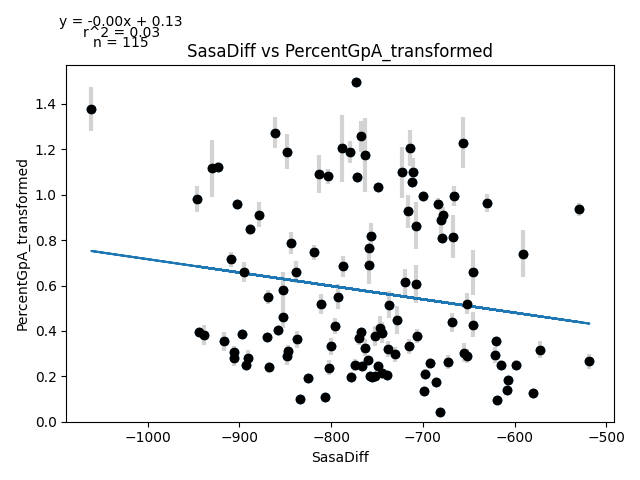 y = -0.00x + 0.13
r^2 = 0.03
n = 115
SasaDiff vs PercentGpA_transformed
PercentGpA_transformed
1.4
1.2
1.0
0.8
0.6
0.4
0.2
0.0
−1000 −900 −800 −700 −600 −500
SasaDiff